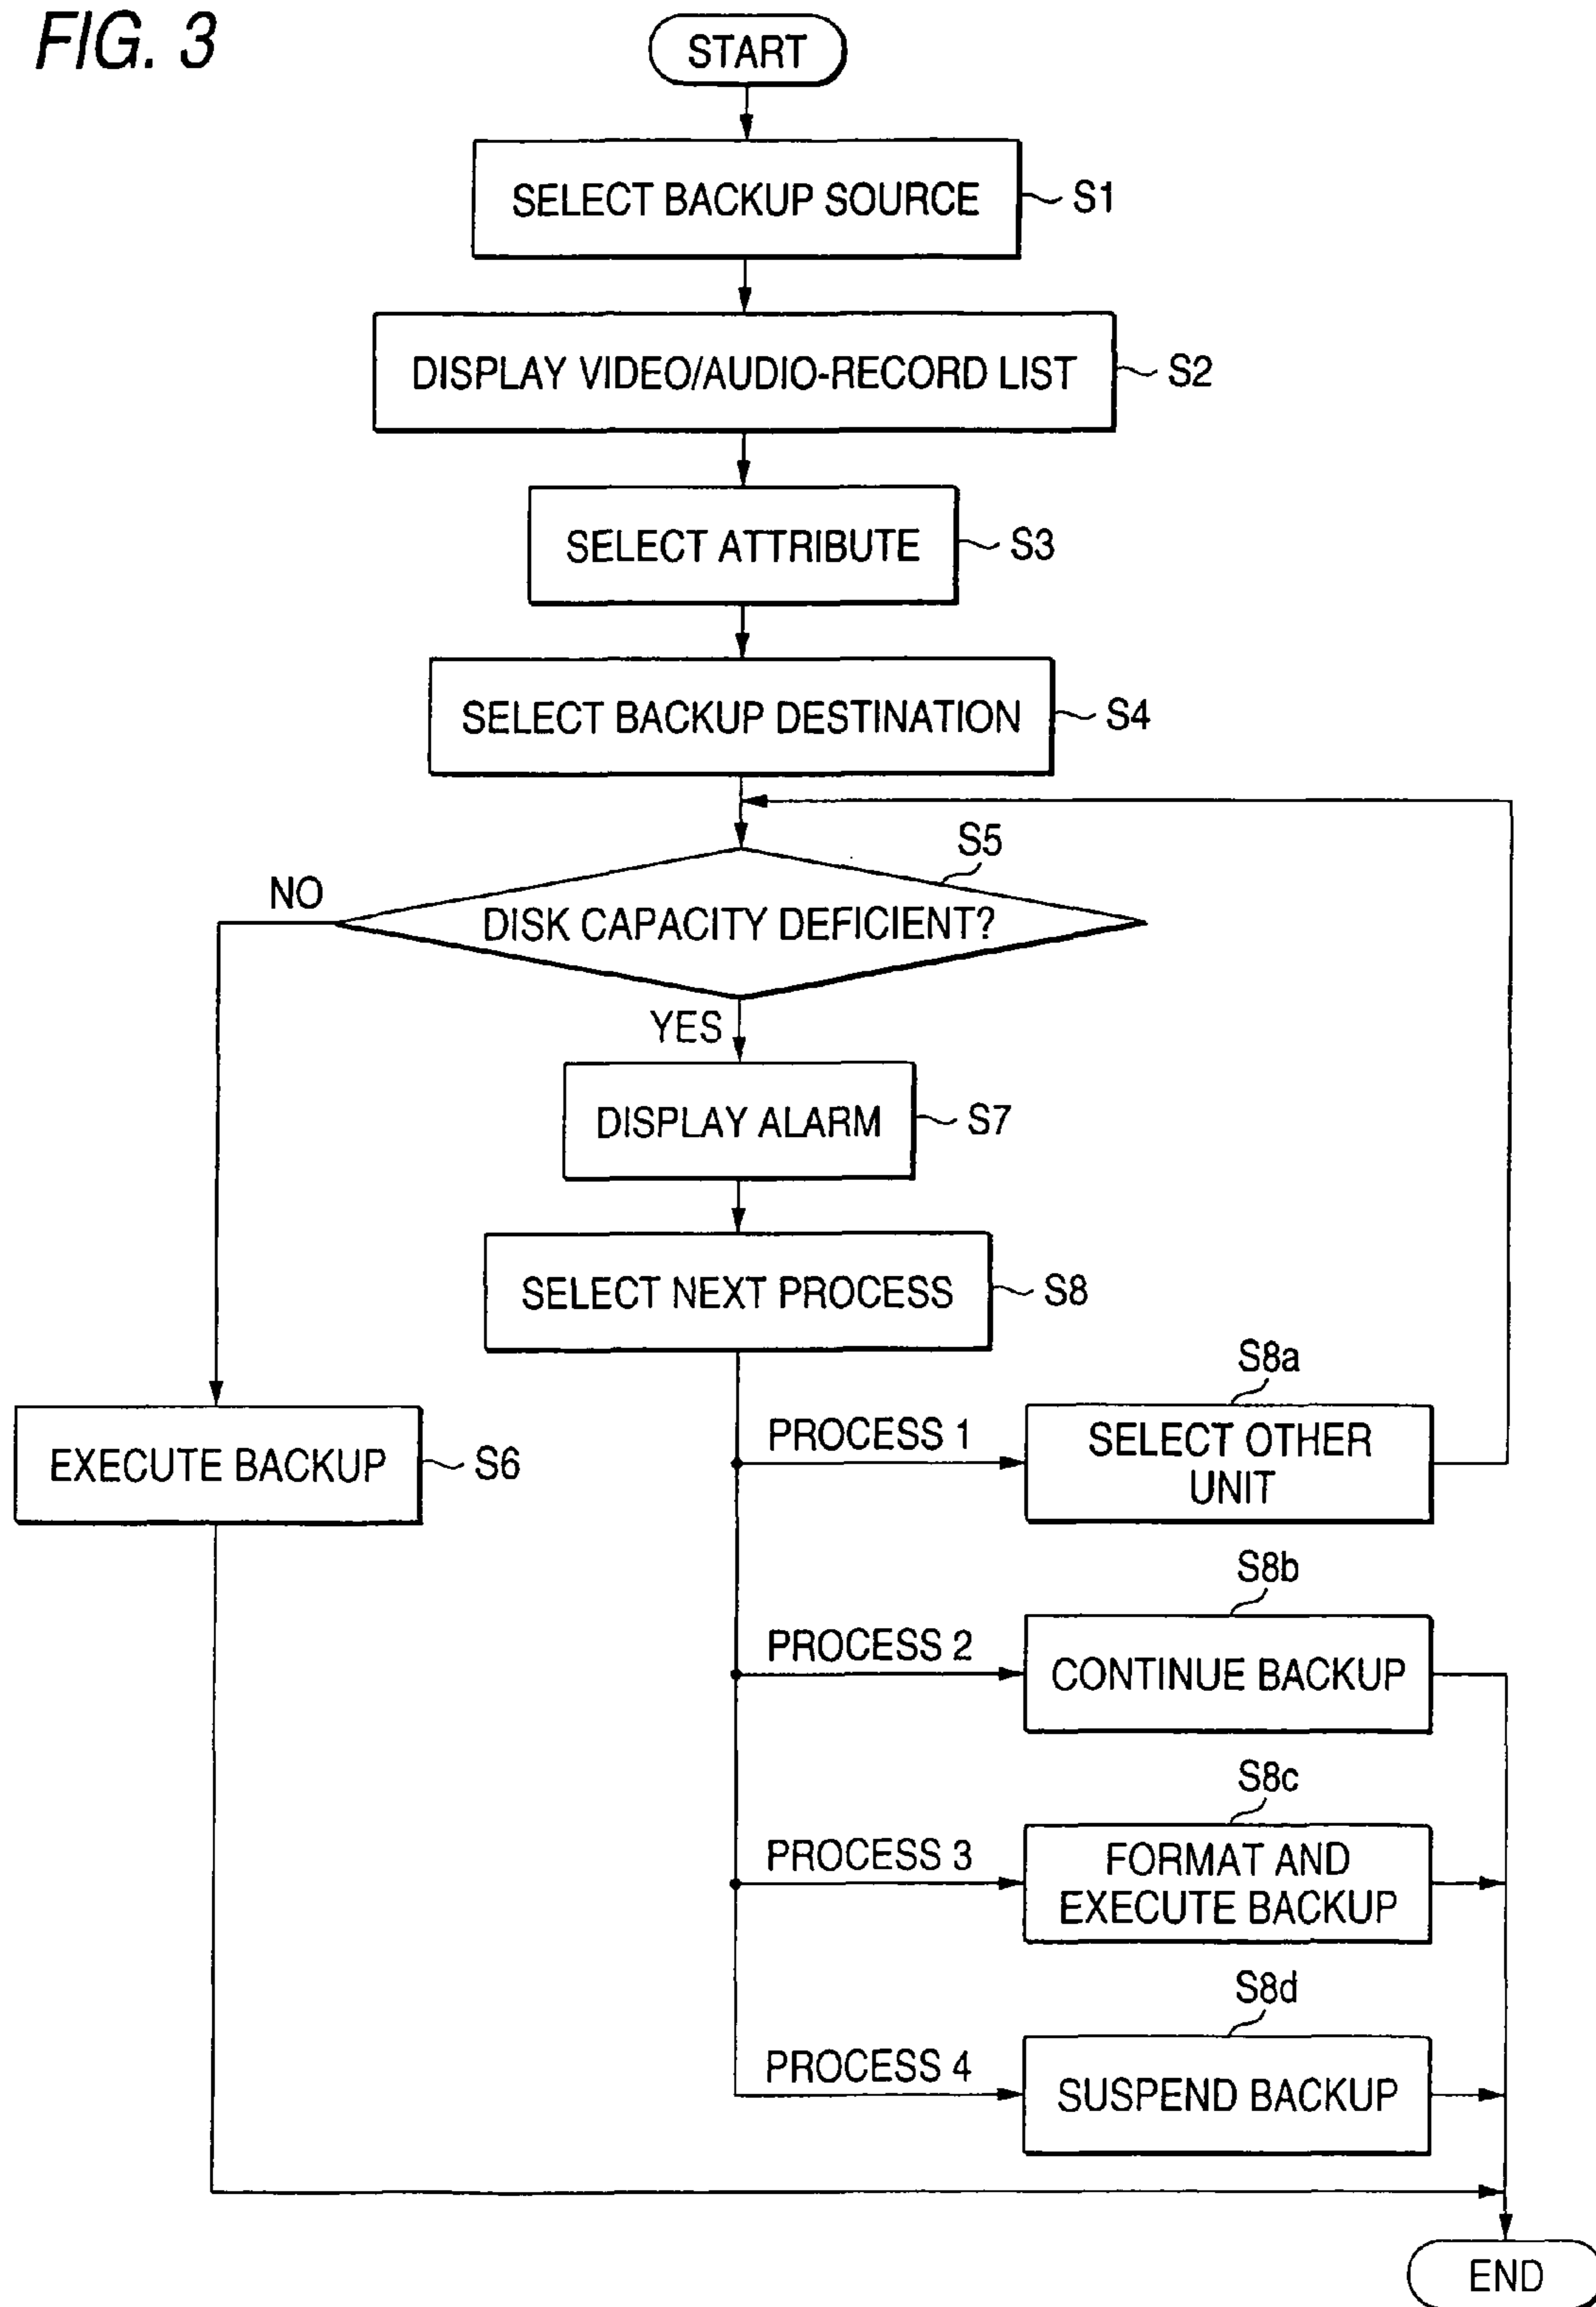 FIG. 3
START
SELECT BACKUP SOURCE
S1
DISPLAY VIDEO/AUDIO-RECORD LIST
S2
SELECT ATTRIBUTE
S3
SELECT BACKUP DESTINATION
S4
S5
NO
DISK CAPACITY DEFICIENT?
YES
DISPLAY ALARM
S7
SELECT NEXT PROCESS
S8
EXECUTE BACKUP
S6
PROCESS 1
S8a
SELECT OTHER
UNIT
PROCESS 2
S8b
CONTINUE BACKUP
PROCESS 3
S8c
FORMAT AND
EXECUTE BACKUP
PROCESS 4
S8d
SUSPEND BACKUP
END